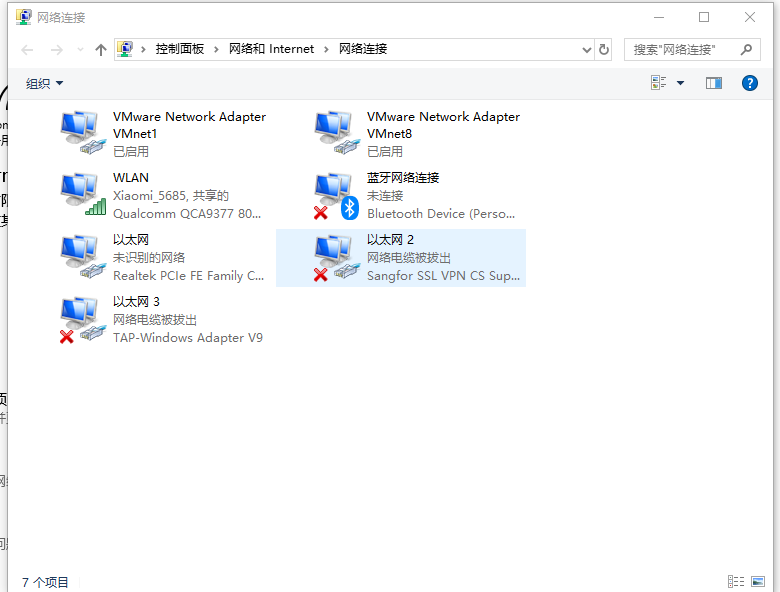 网络连接
控制面板 › 网络和 Internet › 网络连接
搜索"网络连接"
组织
VMware Network Adapter VMnet1
已启用
VMware Network Adapter VMnet8
已启用
WLAN
Xiaomi_5685, 共享的
Qualcomm QCA9377 80...
蓝牙网络连接
未连接
Bluetooth Device (Perso...
以太网
未识别的网络
Realtek PCIe FE Family C...
以太网 2
网络电缆被拔出
Sangfor SSL VPN CS Sup...
以太网 3
网络电缆被拔出
TAP-Windows Adapter V9
7 个项目